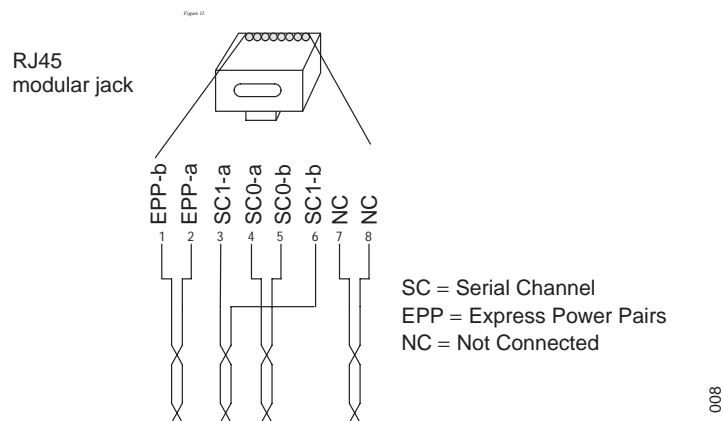 Figure 11.
RJ45
modular jack
EPP-b
EPP-a
SC1-a
SC0-a
SC0-b
SC1-b
NC
NC
1 2 3 4 5 6 7 8
SC = Serial Channel
EPP = Express Power Pairs
NC = Not Connected
008